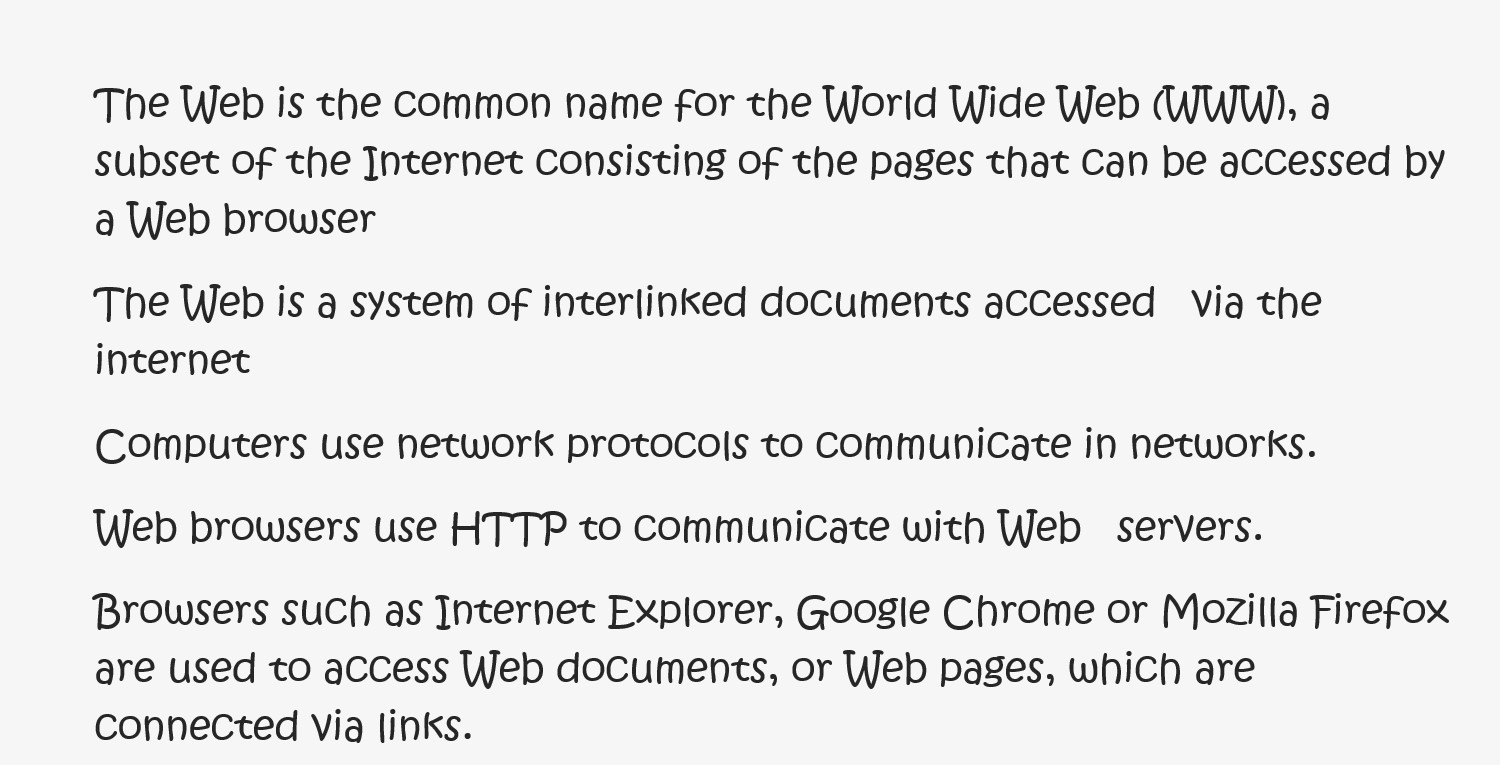 The Web is the common name for the World Wide Web (WWW), a
subset of the Internet consisting of the pages that can be accessed by
a Web browser
The Web is a system of interlinked documents accessed   via the
internet
Computers use network protocols to communicate in networks.
Web browsers use HTTP to communicate with Web   servers.
Browsers such as Internet Explorer, Google Chrome or Mozilla Firefox
are used to access Web documents, or Web pages, which are
connected via links.